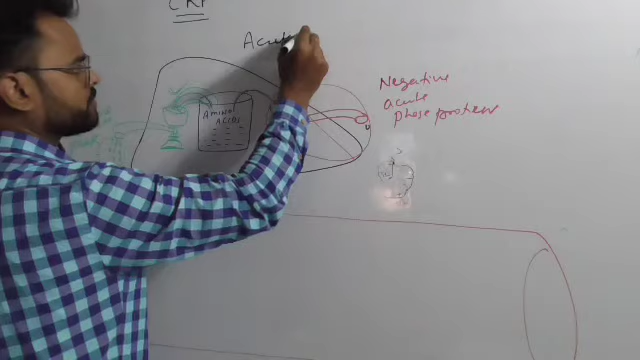 CRP
Acute
AMINO
ACIDS
Negative
acute
phase protein